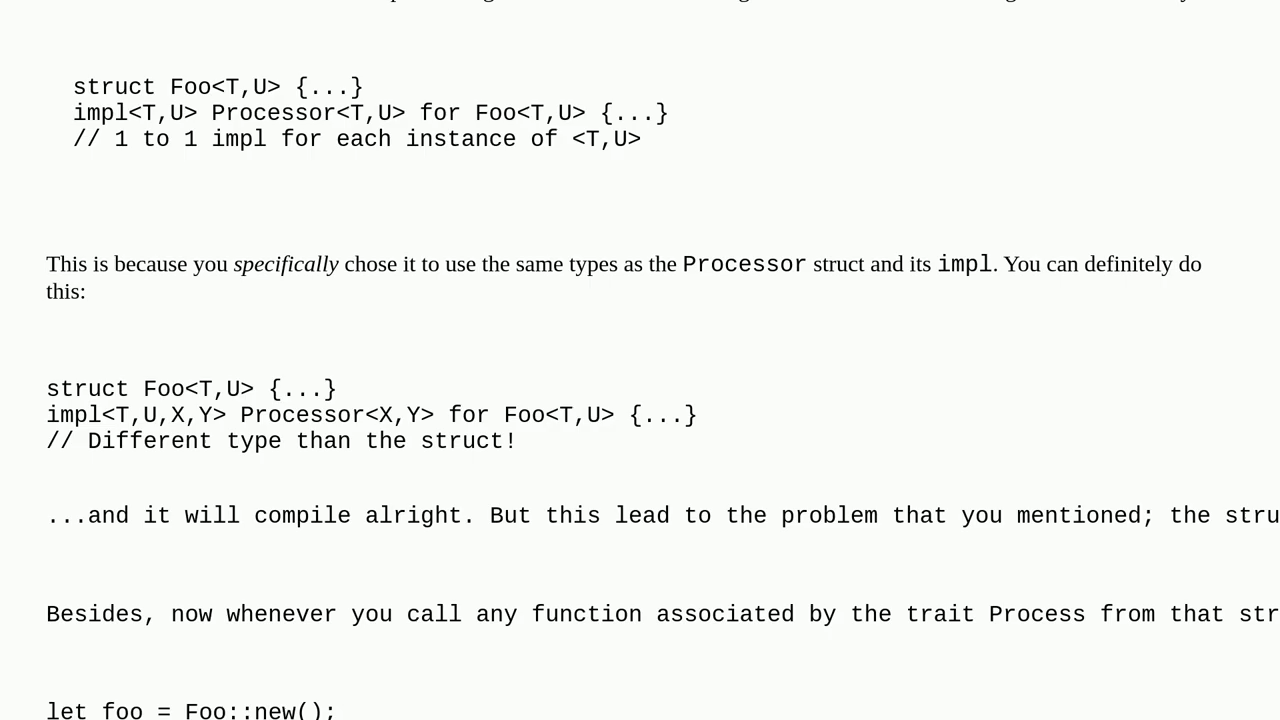 struct Foo<T,U> {...}
impl<T,U> Processor<T,U> for Foo<T,U> {...}
// 1 to 1 impl for each instance of <T,U>
This is because you specifically chose it to use the same types as the Processor struct and its impl. You can definitely do
this:
struct Foo<T,U> {...}
impl<T,U,X,Y> Processor<X,Y> for Foo<T,U> {...}
// Different type than the struct!
...and it will compile alright. But this lead to the problem that you mentioned; the stru
Besides, now whenever you call any function associated by the trait Process from that str
let foo = Foo::new();